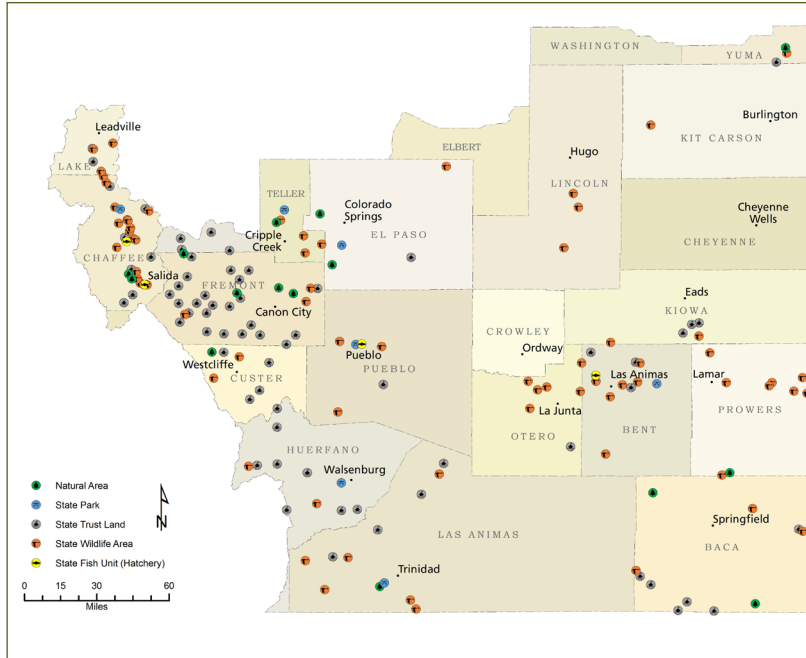 WASHINGTON
YUMA
Leadville
Burlington
KIT CARSON
LAKE
ELBERT
Hugo
LINCOLN
TELLER
Colorado
Springs
Cheyenne
Wells
Cripple
Creek
EL PASO
CHEYENNE
CHAFFEE
Salida
FREMONT
Eads
KIOWA
Canon City
CROWLEY
Ordway
Pueblo
PUEBLO
Westcliffe
CUSTER
Las Animas
Lamar
La Junta
PROWERS
OTERO
BENT
HUERFANO
Walsenburg
Natural Area
State Park
State Trust Land
State Wildlife Area
State Fish Unit (Hatchery)
N
LAS ANIMAS
Springfield
BACA
Trinidad
0 15 30 60
Miles